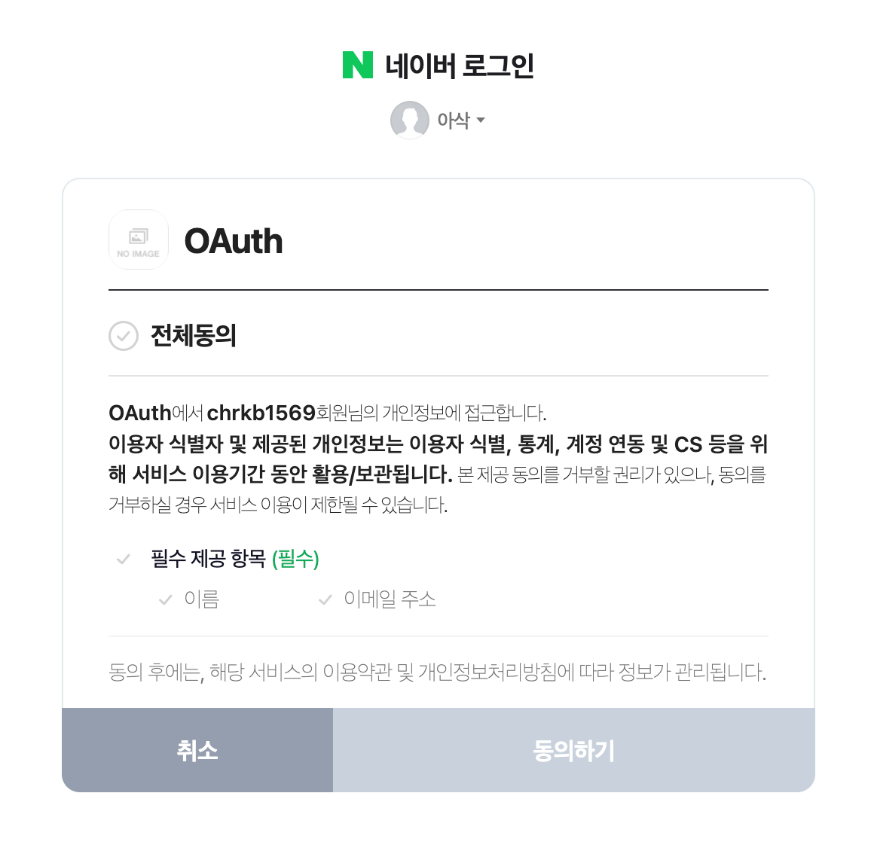 N 네이버 로그인
아삭
NO IMAGE
OAuth
전체동의
OAuth에서 chrkb1569회원님의 개인정보에 접근합니다.
이용자 식별자 및 제공된 개인정보는 이용자 식별, 통계, 계정 연동 및 CS 등을 위
해 서비스 이용기간 동안 활용/보관됩니다. 본 제공 동의를 거부할 권리가 있으나, 동의를
거부하실 경우 서비스 이용이 제한될 수 있습니다.
필수 제공 항목 (필수)
이름 이메일 주소
동의 후에는, 해당 서비스의 이용약관 및 개인정보처리방침에 따라 정보가 관리됩니다.
취소 동의하기